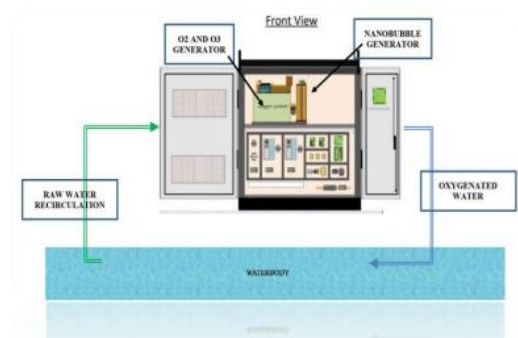 Front View
O2 AND O3
GENERATOR
NANOBUBBLE
GENERATOR
RAW WATER
RECIRCULATION
OXYGENATED
WATER
WATERBODY